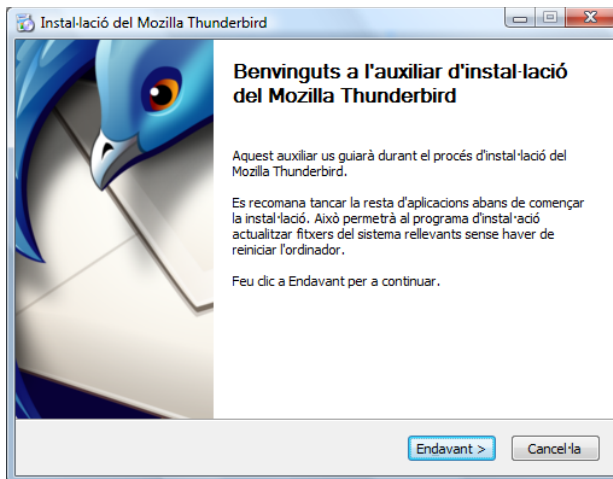 Instal·lació del Mozilla Thunderbird
Benvinguts a l'auxiliar d'instal·lació
del Mozilla Thunderbird
Aquest auxiliar us guiarà durant el procés d'instal·lació del
Mozilla Thunderbird.
Es recomana tancar la resta d'aplicacions abans de començar
la instal·lació. Això permetrà al programa d'instal·ació
actualitzar fitxers del sistema rellevants sense haver de
reiniciar l'ordinador.
Feu clic a Endavant per a continuar.
Endavant >
Cancel·la